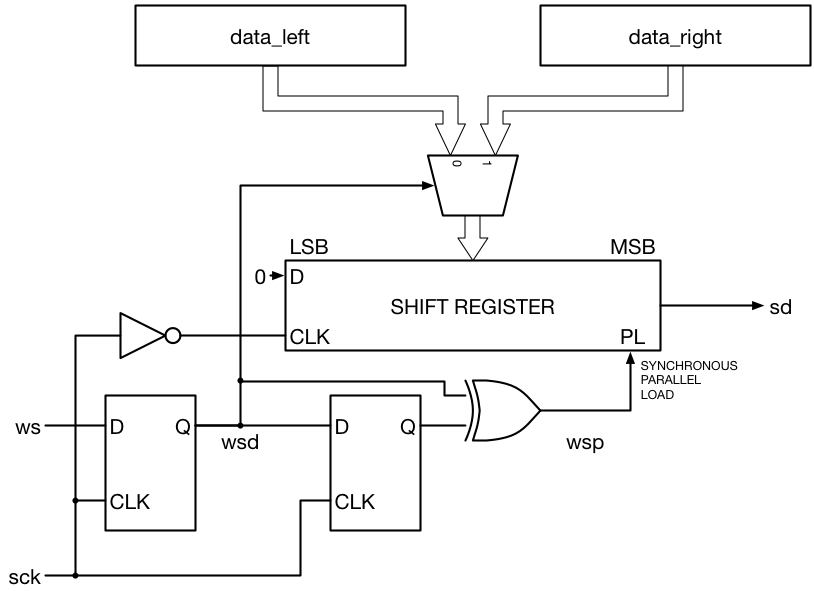 data_left
data_right
0
1
LSB
MSB
0
D
SHIFT REGISTER
CLK
PL
SYNCHRONOUS
PARALLEL
LOAD
ws
D
Q
wsd
D
Q
wsp
CLK
CLK
sd
sck